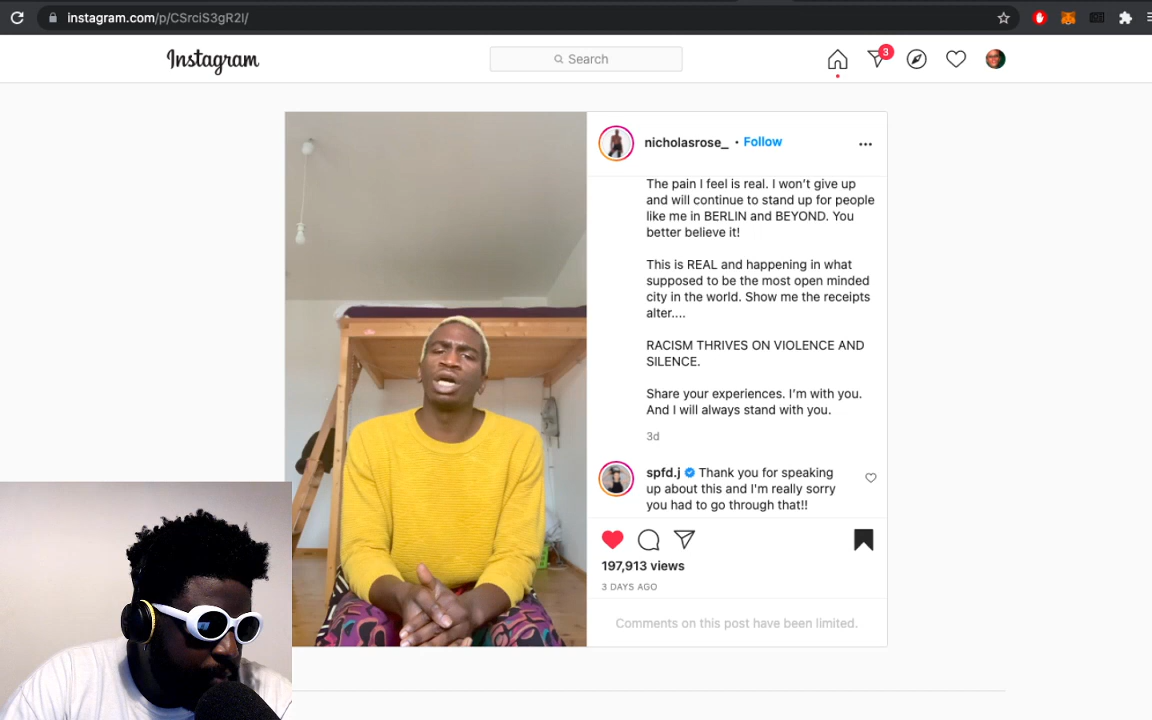 instagram.com/p/CSrciS3gR2l/
Instagram
Search
3
nicholasrose_ • Follow
The pain I feel is real. I won't give up
and will continue to stand up for people
like me in BERLIN and BEYOND. You
better believe it!
This is REAL and happening in what
supposed to be the most open minded
city in the world. Show me the receipts
alter....
RACISM THRIVES ON VIOLENCE AND
SILENCE.
Share your experiences. I'm with you.
And I will always stand with you.
3d
spfd.j Thank you for speaking
up about this and I'm really sorry
you had to go through that!!
197,913 views
3 DAYS AGO
Comments on this post have been limited.